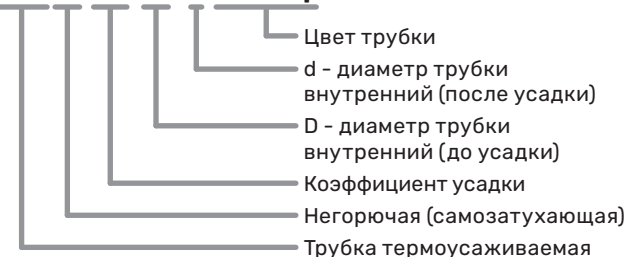 Цвет трубки
d - диаметр трубки
внутренний (после усадки)
D - диаметр трубки
внутренний (до усадки)
Коэффициент усадки
Негорючая (самозатухающая)
Трубка термоусаживаемая